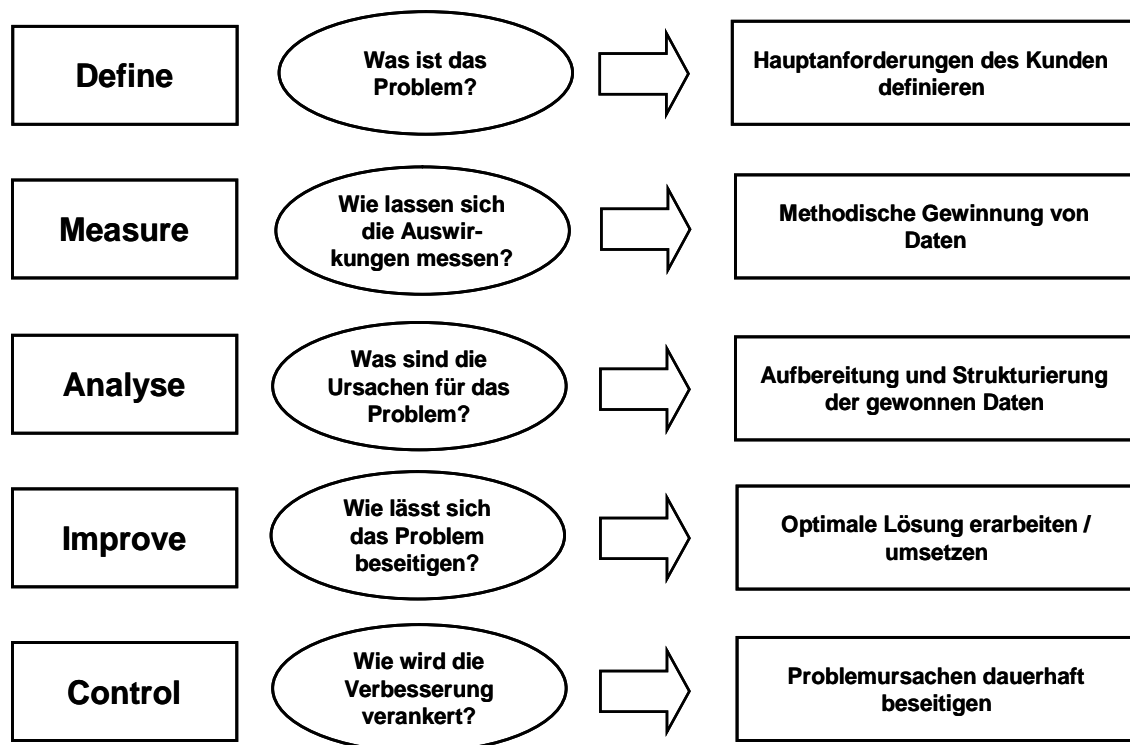 Define
Was ist das
Problem?
Hauptanforderungen des Kunden
definieren
Measure
Wie lassen sich
die Auswir-
kungen messen?
Methodische Gewinnung von
Daten
Analyse
Was sind die
Ursachen für das
Problem?
Aufbereitung und Strukturierung
der gewonnen Daten
Improve
Wie lässt sich
das Problem
beseitigen?
Optimale Lösung erarbeiten /
umsetzen
Control
Wie wird die
Verbesserung
verankert?
Problemursachen dauerhaft
beseitigen